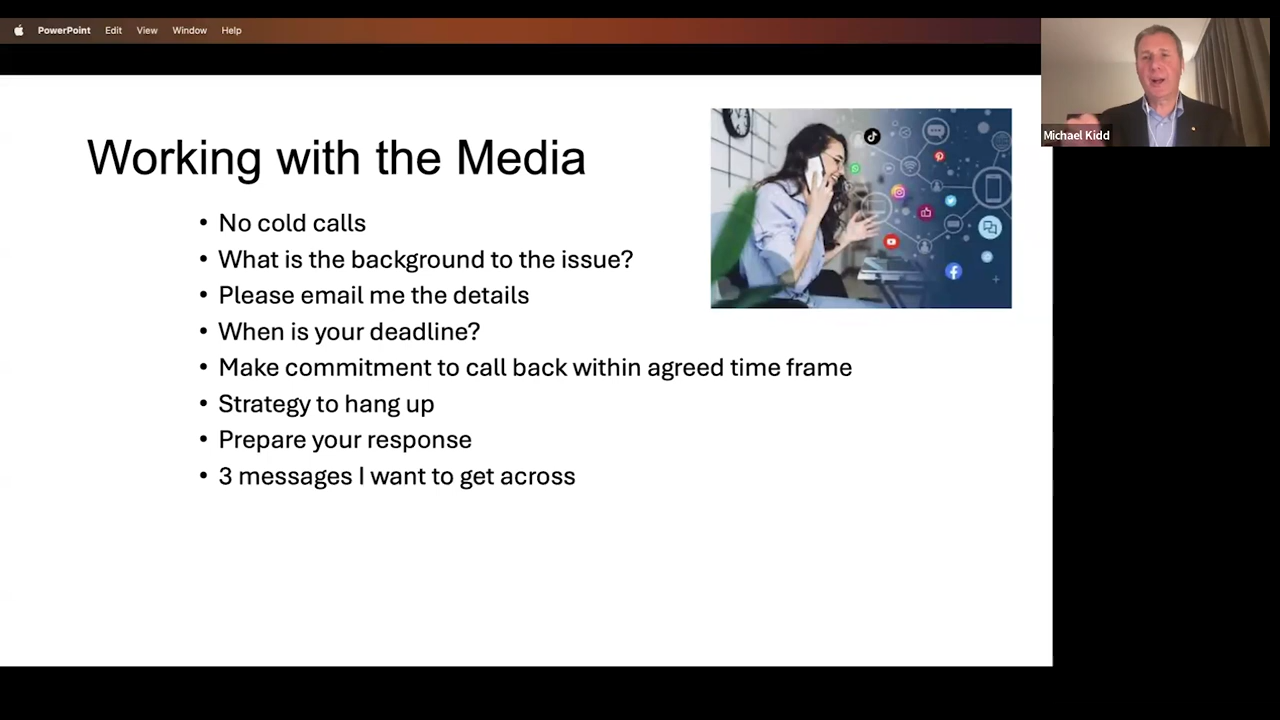 PowerPoint Edit View Window Help
Michael Kidd
Working with the Media
• No cold calls
• What is the background to the issue?
• Please email me the details
• When is your deadline?
• Make commitment to call back within agreed time frame
• Strategy to hang up
• Prepare your response
• 3 messages I want to get across